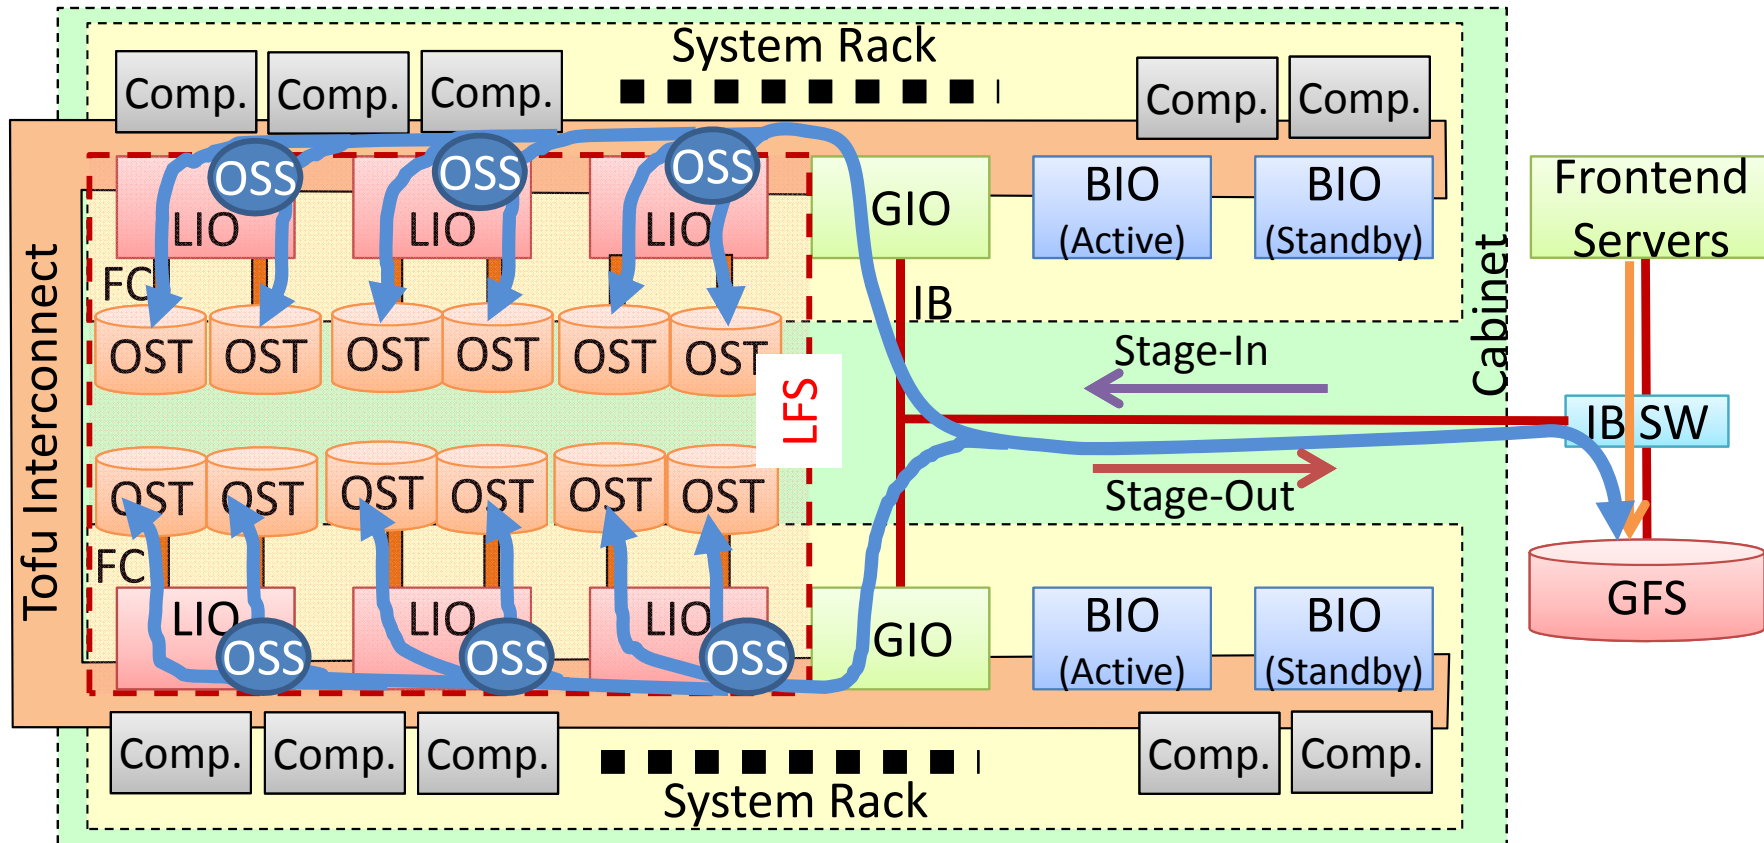 System Rack
Comp. Comp. Comp. Comp. Comp.
OSS OSS OSS
LIO LIO LIO
GIO
BIO
(Active)
BIO
(Standby)
Frontend
Servers
FC
IB
OST OST OST OST OST OST
Stage-In
Cabinet
Tofu Interconnect
LFS
IB SW
Stage-Out
OST OST OST OST OST OST
FC
LIO LIO LIO
OSS OSS OSS
GIO
BIO
(Active)
BIO
(Standby)
GFS
Comp. Comp. Comp. Comp. Comp.
System Rack